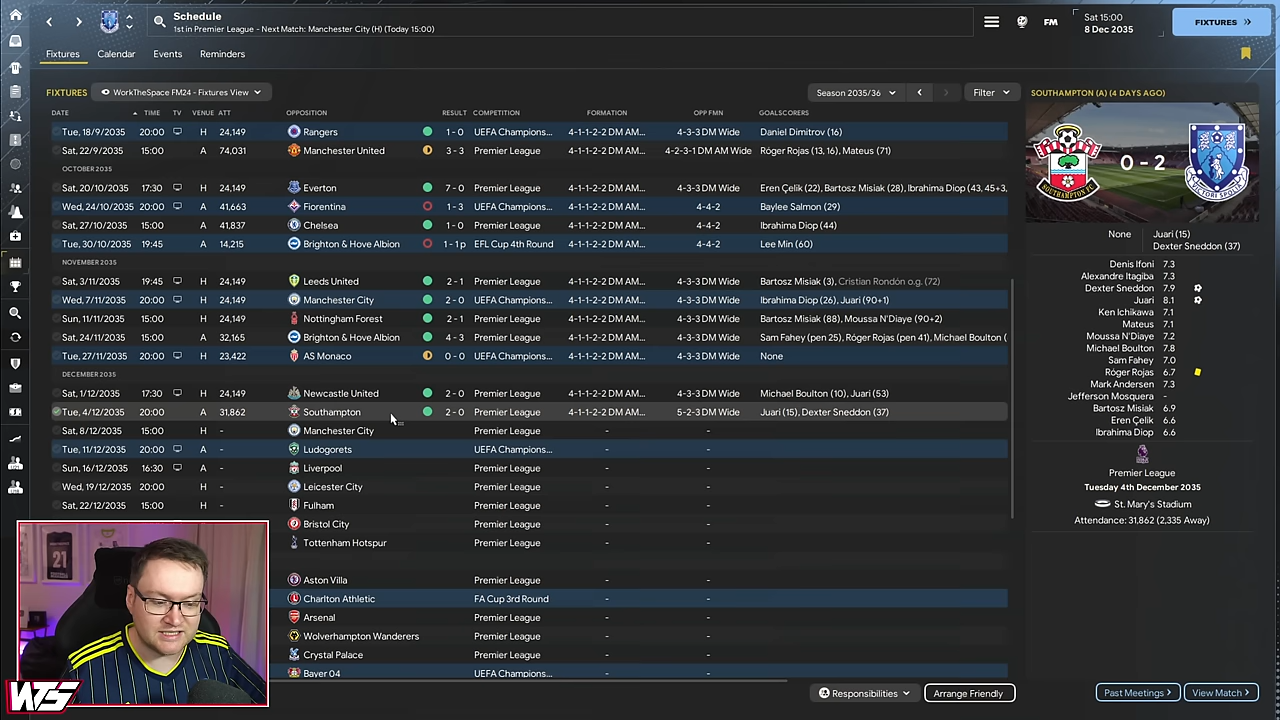 Schedule
1st in Premier League - Next Match: Manchester City (H) (Today 15:00)
FM
Sat 15:00
8 Dec 2035
FIXTURES
Fixtures Calendar Events Reminders
FIXTURES WorkTheSpace FM24 - Fixtures View Season 2035/36 Filter
DATE TIME TV VENUE ATT OPPOSITION RESULT COMPETITION FORMATION OPP FMN GOALSCORERS
Tue, 18/9/2035 20:00 H 24,149 Rangers 1 - 0 UEFA Champions... 4-1-1-2-2 DM AM... 4-3-3 DM Wide Daniel Dimitrov (16)
Sat, 22/9/2035 15:00 A 74,031 Manchester United 3 - 3 Premier League 4-1-1-2-2 DM AM... 4-2-3-1 DM AM Wide Róger Rojas (13, 16), Mateus (71)
OCTOBER 2035
Sat, 20/10/2035 17:30 H 24,149 Everton 7 - 0 Premier League 4-1-1-2-2 DM AM... 4-3-3 DM Wide Eren Çelik (22), Bartosz Misiak (28), Ibrahima Diop (43, 45+3,
Wed, 24/10/2035 20:00 A 41,663 Fiorentina 1 - 3 UEFA Champions... 4-1-1-2-2 DM AM... 4-4-2 Baylee Salmon (29)
Sat, 27/10/2035 15:00 A 41,837 Chelsea 1 - 0 Premier League 4-1-1-2-2 DM AM... 4-4-2 Ibrahima Diop (44)
Tue, 30/10/2035 19:45 A 14,215 Brighton & Hove Albion 1 - 1 p EFL Cup 4th Round 4-1-1-2-2 DM AM... 4-4-2 Lee Min (60)
NOVEMBER 2035
Sat, 3/11/2035 19:45 H 24,149 Leeds United 2 - 1 Premier League 4-1-1-2-2 DM AM... 4-3-3 DM Wide Bartosz Misiak (3), Cristian Rondón o.g. (72)
Wed, 7/11/2035 20:00 H 24,149 Manchester City 2 - 0 UEFA Champions... 4-1-1-2-2 DM AM... 4-3-3 DM Wide Ibrahima Diop (26), Juari (90+1)
Sun, 11/11/2035 15:00 H 24,149 Nottingham Forest 2 - 1 Premier League 4-1-1-2-2 DM AM... 4-3-3 DM Wide Bartosz Misiak (88), Moussa N'Diaye (90+2)
Sat, 24/11/2035 15:00 A 32,165 Brighton & Hove Albion 4 - 3 Premier League 4-1-1-2-2 DM AM... 4-3-3 DM Wide Sam Fahey (pen 25), Róger Rojas (pen 41), Michael Boulton (
Tue, 27/11/2035 20:00 H 23,422 AS Monaco 0 - 0 UEFA Champions... 4-1-1-2-2 DM AM... 4-3-3 DM Wide None
DECEMBER 2035
Sat, 1/12/2035 17:30 H 24,149 Newcastle United 2 - 0 Premier League 4-1-1-2-2 DM AM... 4-3-3 DM Wide Michael Boulton (10), Juari (53)
Tue, 4/12/2035 20:00 A 31,862 Southampton 2 - 0 Premier League 4-1-1-2-2 DM AM... 5-2-3 DM Wide Juari (15), Dexter Sneddon (37)
Sat, 8/12/2035 15:00 H - Manchester City Premier League - -
Tue, 11/12/2035 20:00 A - Ludogorets UEFA Champions... - -
Sun, 16/12/2035 16:30 A - Liverpool Premier League - -
Wed, 19/12/2035 20:00 H - Leicester City Premier League - -
Sat, 22/12/2035 15:00 H - Fulham Premier League - -
Bristol City Premier League - -
Tottenham Hotspur Premier League - -
Aston Villa Premier League - -
Charlton Athletic FA Cup 3rd Round - -
Arsenal Premier League - -
Wolverhampton Wanderers Premier League - -
Crystal Palace Premier League - -
Bayer 04 UEFA Champions... - -
Responsibilities Arrange Friendly
SOUTHAMPTON (A) (4 DAYS AGO)
0 - 2
None Juari (15)
Dexter Sneddon (37)
Denis Ifoni 7.3
Alexandre Itagiba 7.3
Dexter Sneddon 7.9
Juari 8.1
Ken Ichikawa 7.1
Mateus 7.1
Moussa N'Diaye 7.2
Michael Boulton 7.8
Sam Fahey 7.0
Róger Rojas 6.7
Mark Andersen 7.3
Jefferson Mosquera -
Bartosz Misiak 6.9
Eren Çelik 6.6
Ibrahima Diop 6.6
Premier League
Tuesday 4th December 2035
St. Mary's Stadium
Attendance: 31,862 (2,335 Away)
Past Meetings View Match
21
WTS